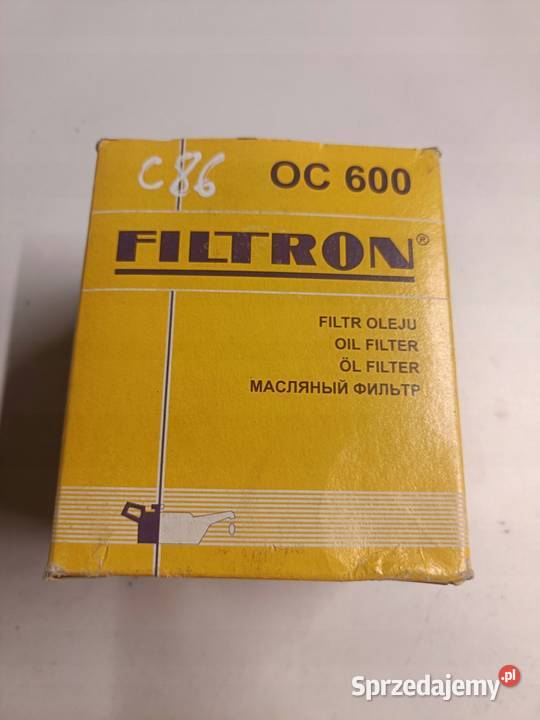 C86 OC 600
FILTRON®
FILTR OLEJU
OIL FILTER
ÖL FILTER
МАСЛЯНЫЙ ФИЛЬТР
Sprzedajemy.pl